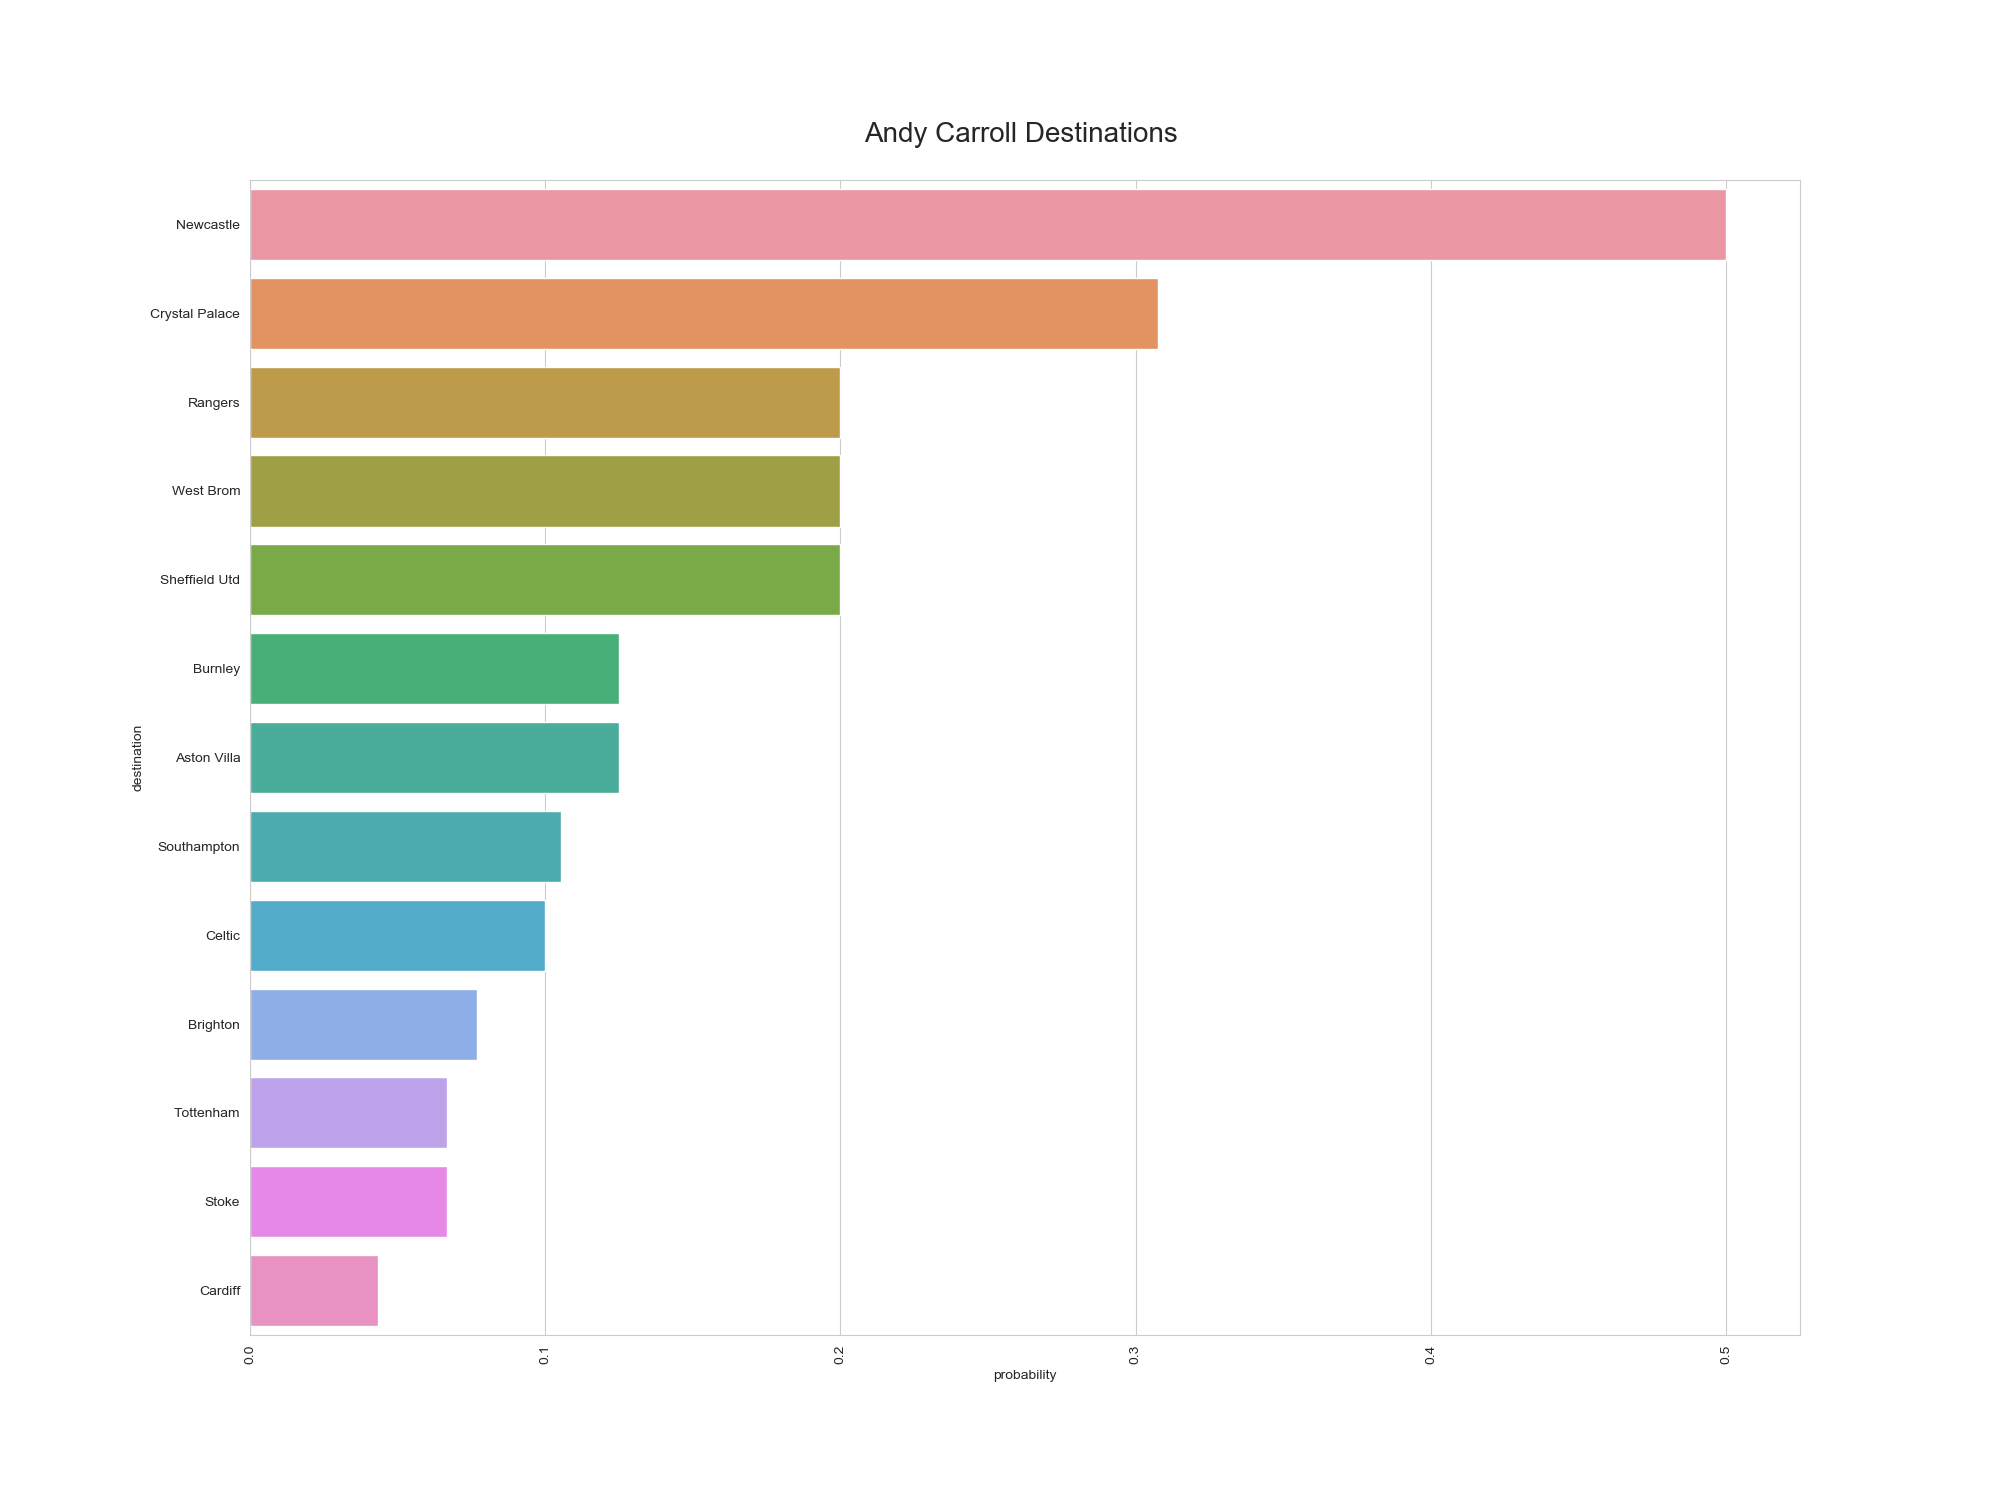 Andy Carroll Destinations
Newcastle
Crystal Palace
Rangers
West Brom
Sheffield Utd
Burnley
Aston Villa
Southampton
Celtic
Brighton
Tottenham
Stoke
Cardiff
destination
0.0
0.1
0.2
0.3
0.4
0.5
probability